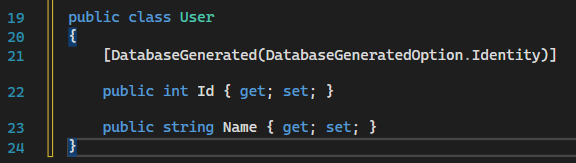 19 public class User
20 {
21 [DatabaseGenerated(DatabaseGeneratedOption.Identity)]
22 public int Id { get; set; }
23 public string Name { get; set; }
24 }